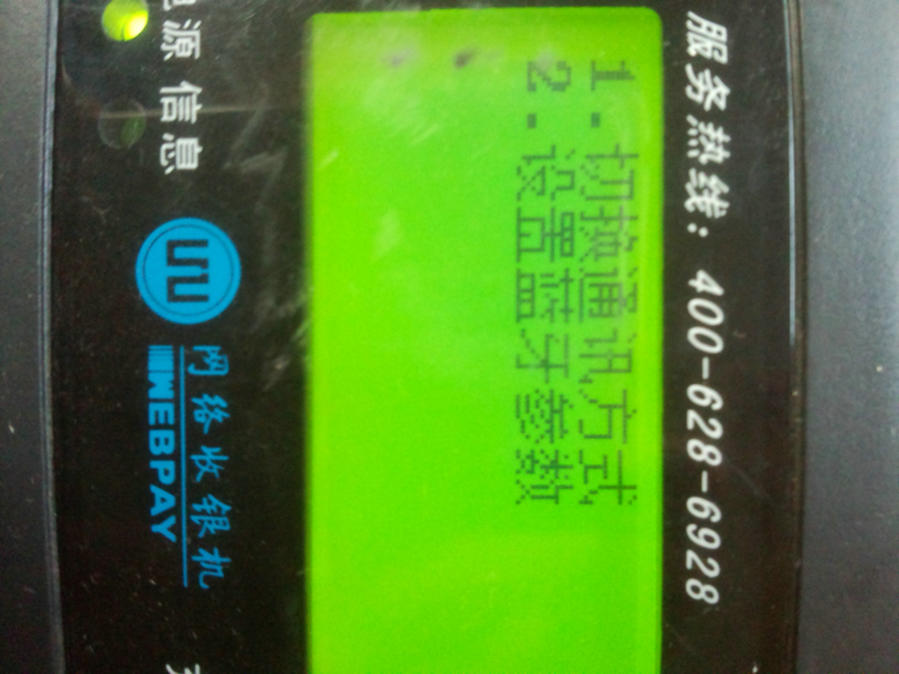 服务热线: 400-628-6928
1.切换通讯方式
2.设置蓝牙参数
电源 信息
网络收银机
WEBPAY